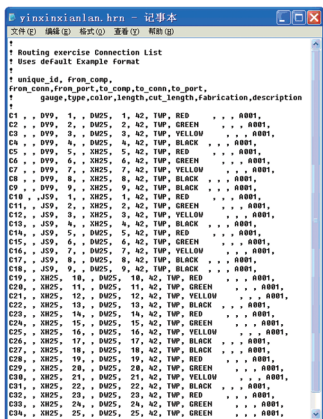 yinxinxianlan.hrn - 记事本
文件(F) 编辑(E) 格式(O) 查看(V) 帮助(H)
!
! Routing exercise Connection List
! Uses default Example format
!
! unique_id, from_comp,
from_conn,from_port,to_comp,to_conn,to_port,
! gauge,type,color,length,cut_length,fabrication,description
!
C1 , , DY9, 1, , DW25, 1, 42, TWP, RED , , , A001,
C2 , , DY9, 2, , DW25, 2, 42, TWP, GREEN , , , A001,
C3 , , DY9, 3, , DW25, 3, 42, TWP, YELLOW , , , A001,
C4 , , DY9, 4, , DW25, 4, 42, TWP, BLACK , , , A001,
C5 , , DY9, 5, , XH25, 5, 42, TWP, RED , , , A001,
C6 , , DY9, 6, , XH25, 6, 42, TWP, GREEN , , , A001,
C7 , , DY9, 7, , XH25, 7, 42, TWP, YELLOW , , , A001,
C8 , , DY9, 8, , XH25, 8, 42, TWP, BLACK , , , A001,
C9 , , DY9, 9, , XH25, 9, 42, TWP, BLACK , , , A001,
C10 , ,JS9, 1, , XH25, 1, 42, TWP, RED , , , A001,
C11, , JS9, 2, , XH25, 2, 42, TWP, GREEN , , , A001,
C12, , JS9, 3, , XH25, 3, 42, TWP, YELLOW , , , A001,
C13, , JS9, 4, , XH25, 4, 42, TWP, BLACK , , , A001,
C14, , JS9, 5, , DW25, 5, 42, TWP, RED , , , A001,
C15, , JS9, 6, , DW25, 6, 42, TWP, GREEN , , , A001,
C16, , JS9, 7, , DW25, 7, 42, TWP, YELLOW , , , A001,
C17, , JS9, 8, , DW25, 8, 42, TWP, BLACK , , , A001,
C18, , JS9, 9, , DW25, 9, 42, TWP, BLACK , , , A001,
C19, , XH25, 10, , DW25, 10, 42, TWP, RED , , , A001,
C20, , XH25, 11, , DW25, 11, 42, TWP, GREEN , , , A001,
C21, , XH25, 12, , DW25, 12, 42, TWP, YELLOW , , , A001,
C22, , XH25, 13, , DW25, 13, 42, TWP, BLACK , , , A001,
C23, , XH25, 14, , DW25, 14, 42, TWP, RED , , , A001,
C24, , XH25, 15, , DW25, 15, 42, TWP, GREEN , , , A001,
C25, , XH25, 16, , DW25, 16, 42, TWP, YELLOW , , , A001,
C26, , XH25, 17, , DW25, 17, 42, TWP, BLACK , , , A001,
C27, , XH25, 18, , DW25, 18, 42, TWP, BLACK , , , A001,
C28, , XH25, 19, , DW25, 19, 42, TWP, RED , , , A001,
C29, , XH25, 20, , DW25, 20, 42, TWP, GREEN , , , A001,
C30, , XH25, 21, , DW25, 21, 42, TWP, YELLOW , , , A001,
C31, , XH25, 22, , DW25, 22, 42, TWP, BLACK , , , A001,
C32, , XH25, 23, , DW25, 23, 42, TWP, RED , , , A001,
C33, , XH25, 24, , DW25, 24, 42, TWP, GREEN , , , A001,
C34, , XH25, 25, , DW25, 25, 42, TWP, GREEN , , , A001,